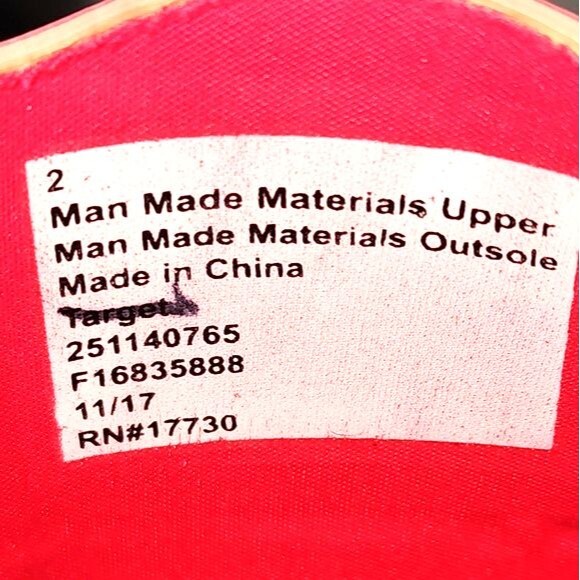 2
Man Made Materials Upper
Man Made Materials Outsole
Made in China
Target
251140765
F16835888
11/17
RN#17730